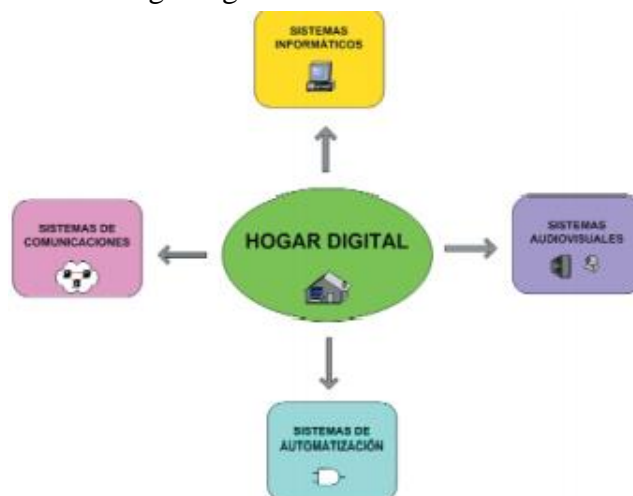 SISTEMAS
INFORMÁTICOS
SISTEMAS DE
COMUNICACIONES
HOGAR DIGITAL
SISTEMAS
AUDIOVISUALES
SISTEMAS DE
AUTOMATIZACIÓN